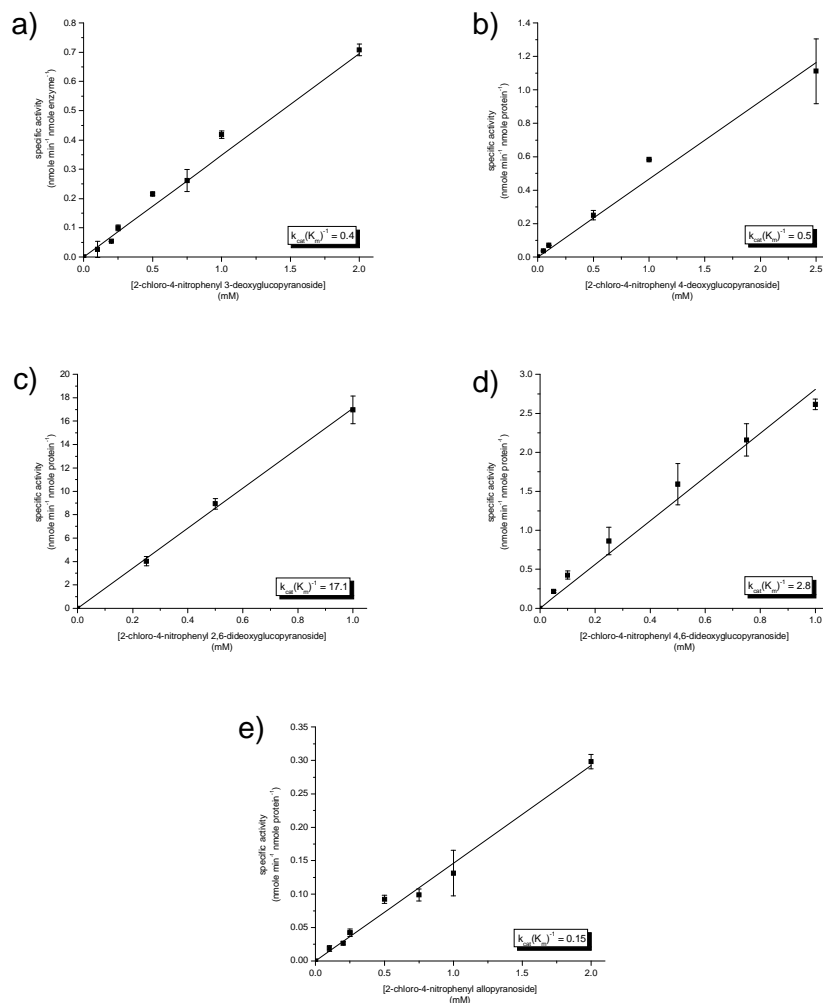 a)
0.8
0.7
0.6
0.5
0.4
0.3
0.2
0.1
0.0
specific activity
(nmole min⁻¹ nmole enzyme⁻¹)
k_cat(K_m)⁻¹ = 0.4
0.0 0.5 1.0 1.5 2.0
[2-chloro-4-nitrophenyl 3-deoxyglucopyranoside]
(mM)
b)
1.4
1.2
1.0
0.8
0.6
0.4
0.2
0.0
specific activity
(nmole min⁻¹ nmole protein⁻¹)
k_cat(K_m)⁻¹ = 0.5
0.0 0.5 1.0 1.5 2.0 2.5
[2-chloro-4-nitrophenyl 4-deoxyglucopyranoside]
(mM)
c)
20
18
16
14
12
10
8
6
4
2
0
specific activity
(nmole min⁻¹ nmole protein⁻¹)
k_cat(K_m)⁻¹ = 17.1
0.0 0.2 0.4 0.6 0.8 1.0
[2-chloro-4-nitrophenyl 2,6-dideoxyglucopyranoside]
(mM)
d)
3.0
2.5
2.0
1.5
1.0
0.5
0.0
specific activity
(nmole min⁻¹ nmole protein⁻¹)
k_cat(K_m)⁻¹ = 2.8
0.0 0.2 0.4 0.6 0.8 1.0
[2-chloro-4-nitrophenyl 4,6-dideoxyglucopyranoside]
(mM)
e)
0.35
0.30
0.25
0.20
0.15
0.10
0.05
0.00
specific activity
(nmole min⁻¹ nmole protein⁻¹)
k_cat(K_m)⁻¹ = 0.15
0.0 0.5 1.0 1.5 2.0
[2-chloro-4-nitrophenyl allopyranoside]
(mM)